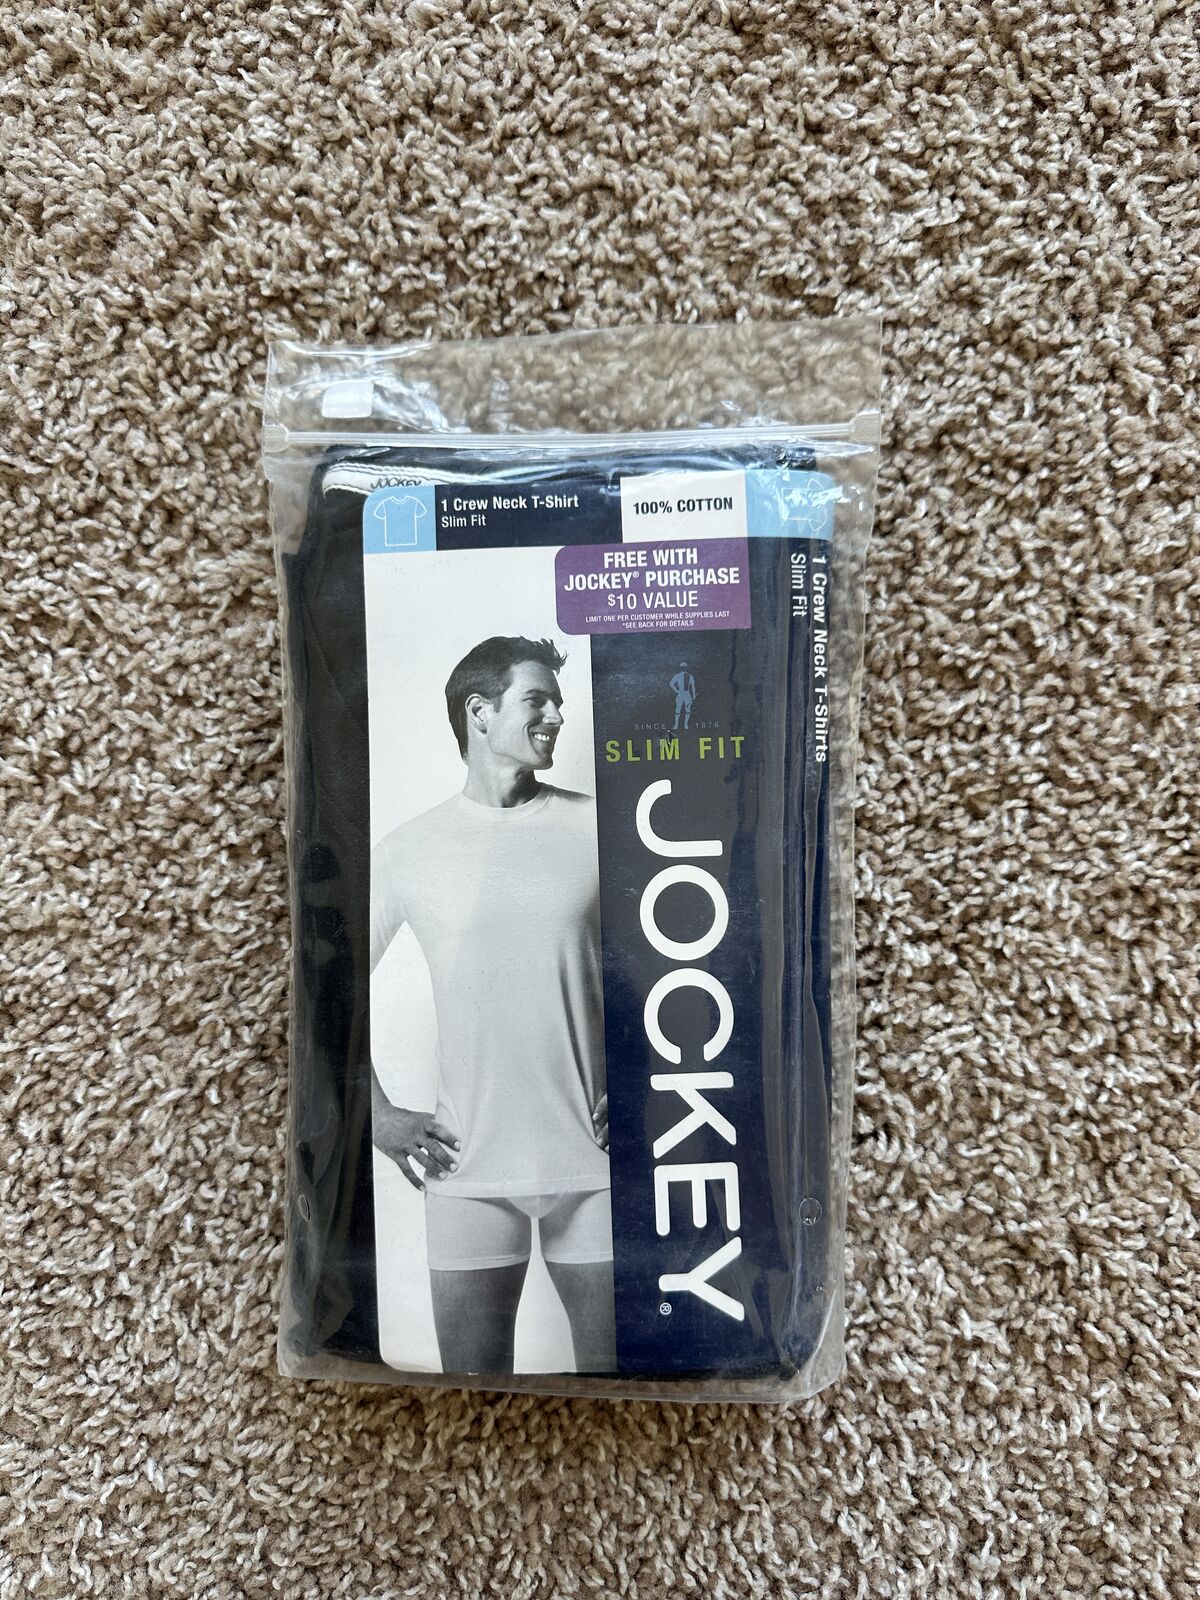 JOCKEY
1 Crew Neck T-Shirt
Slim Fit
100% COTTON
FREE WITH
JOCKEY® PURCHASE
$10 VALUE
LIMIT ONE PER CUSTOMER WHILE SUPPLIES LAST
*SEE BACK FOR DETAILS
SINCE 1876
SLIM FIT
JOCKEY®
1 Crew Neck T-Shirts
Slim Fit